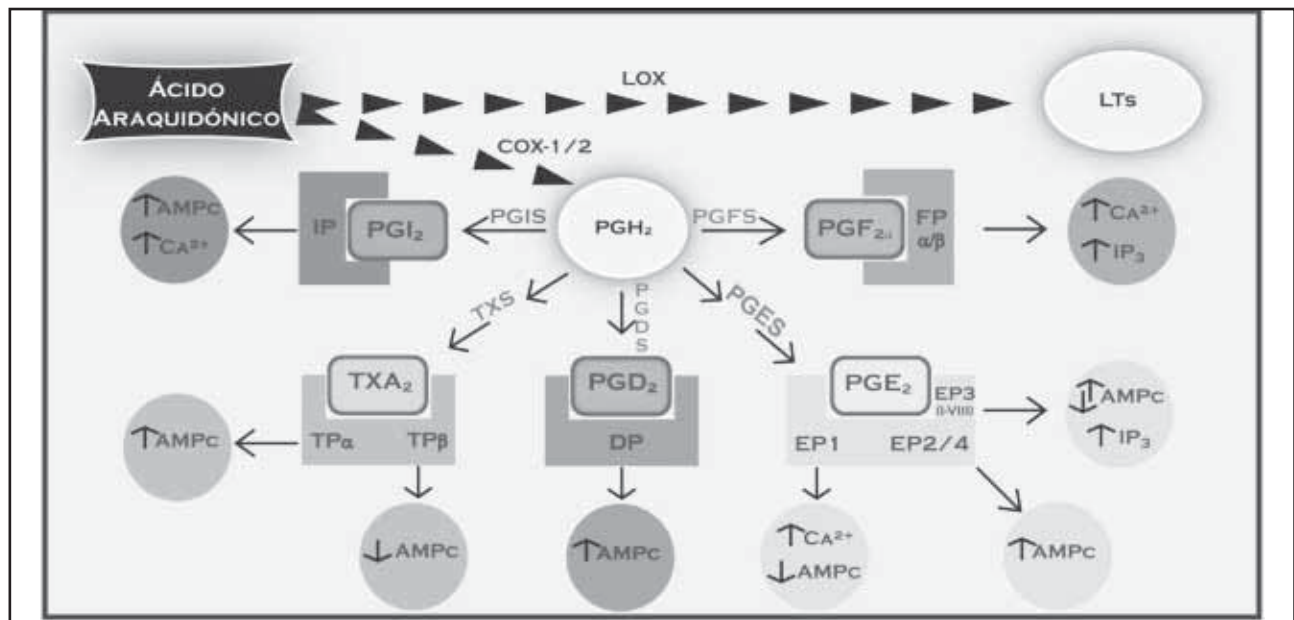 ÁCIDO
ARAQUIDÓNICO
LOX
LTs
COX-1/2
↑AMPc
↑Ca²⁺
IP
PGI₂
PGIS
PGH₂
PGFS
PGF₂α
FP
α/β
↑Ca²⁺
↑IP₃
TXS
PGDS
PGES
TXA₂
TPα
TPβ
↑AMPc
↓AMPc
PGD₂
DP
↑AMPc
PGE₂
EP3
(I-VIII)
EP1
EP2/4
↑↓AMPc
↑IP₃
↑Ca²⁺
↓AMPc
↑AMPc